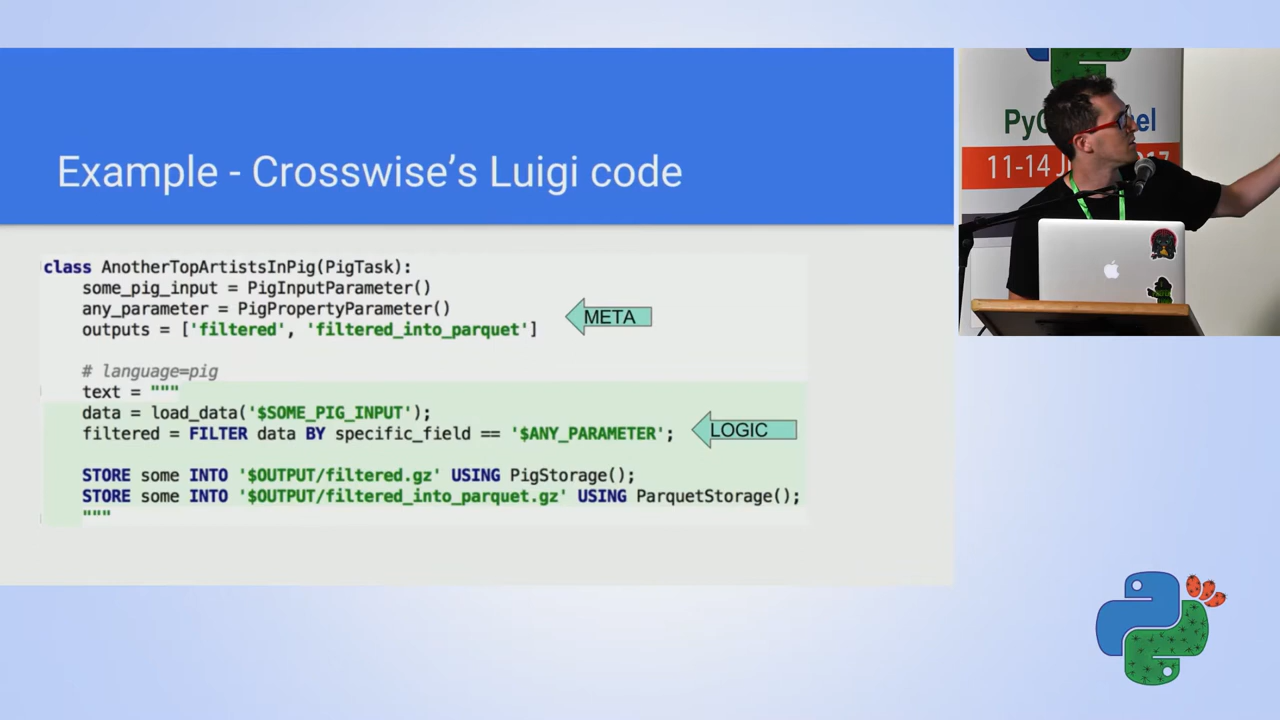 Example - Crosswise's Luigi code
class AnotherTopArtistsInPig(PigTask):
some_pig_input = PigInputParameter()
any_parameter = PigPropertyParameter()
outputs = ['filtered', 'filtered_into_parquet']
META
# language=pig
text = """
data = load_data('$SOME_PIG_INPUT');
filtered = FILTER data BY specific_field == '$ANY_PARAMETER';
LOGIC
STORE some INTO '$OUTPUT/filtered.gz' USING PigStorage();
STORE some INTO '$OUTPUT/filtered_into_parquet.gz' USING ParquetStorage();
"""
11-14